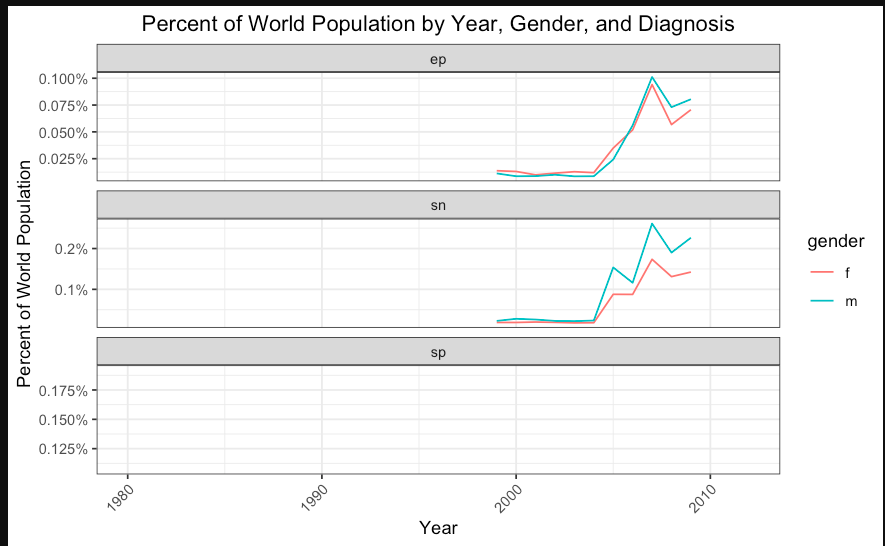 Percent of World Population by Year, Gender, and Diagnosis
ep
0.100%
0.075%
0.050%
0.025%
sn
0.2%
0.1%
sp
0.175%
0.150%
0.125%
Percent of World Population
1980
1990
2000
2010
Year
gender
f
m